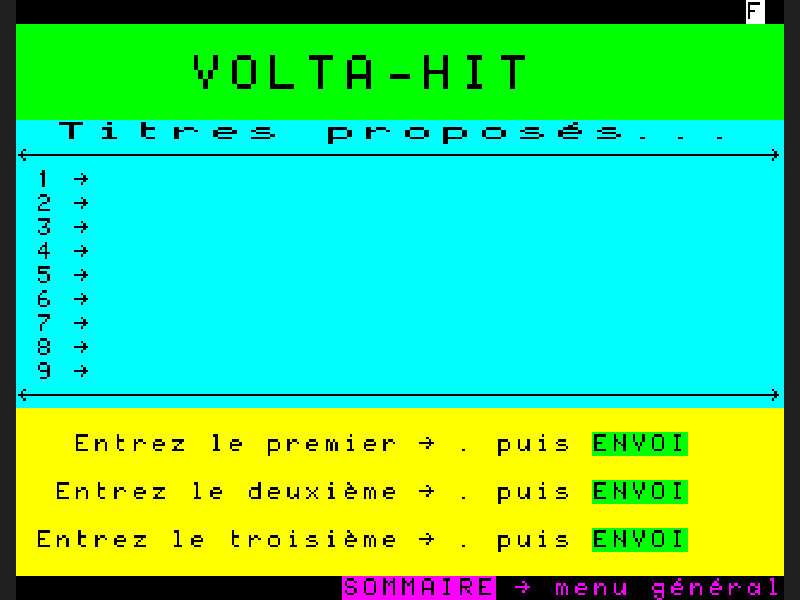 F
VOLTA-HIT
Titres proposés...
1 →
2 →
3 →
4 →
5 →
6 →
7 →
8 →
9 →
Entrez le premier → . puis ENVOI
Entrez le deuxième → . puis ENVOI
Entrez le troisième → . puis ENVOI
SOMMAIRE → menu général